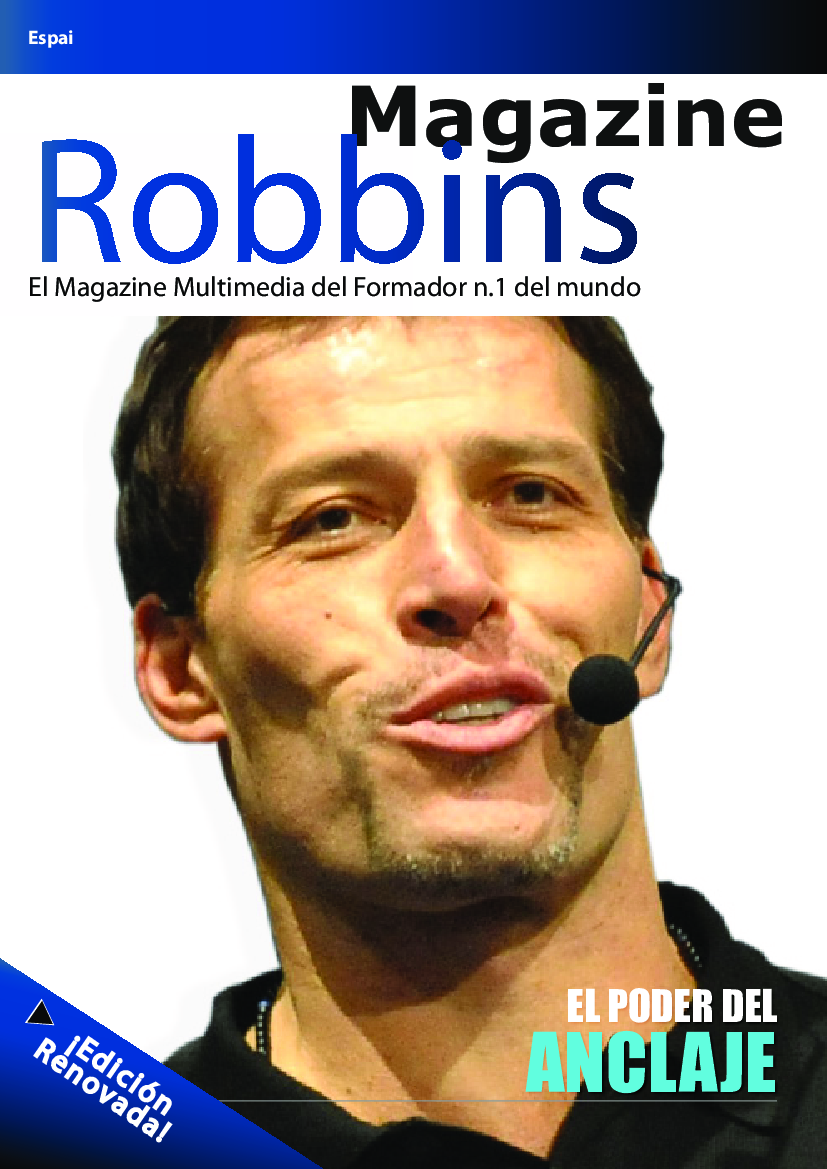 Espai
Magazine
Robbins
El Magazine Multimedia del Formador n.1 del mundo
EL PODER DEL
ANCLAJE
¡Edición
Renovada!